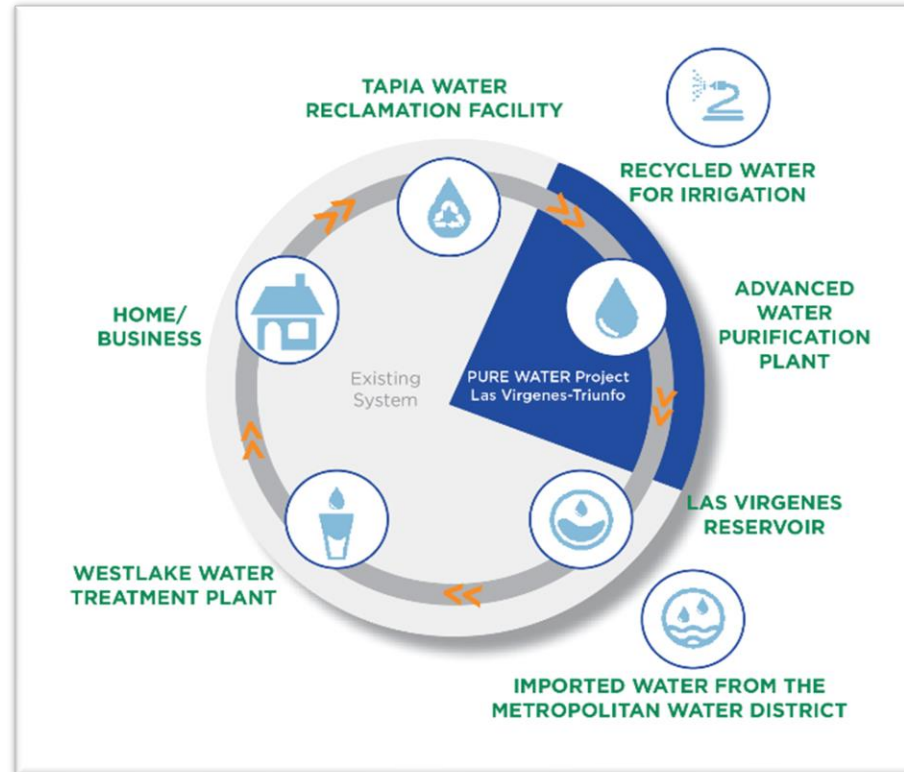 TAPIA WATER
RECLAMATION FACILITY
RECYCLED WATER
FOR IRRIGATION
ADVANCED
WATER
PURIFICATION
PLANT
HOME/
BUSINESS
Existing
System
PURE WATER Project
Las Virgenes-Triunfo
LAS VIRGENES
RESERVOIR
WESTLAKE WATER
TREATMENT PLANT
IMPORTED WATER FROM THE
METROPOLITAN WATER DISTRICT